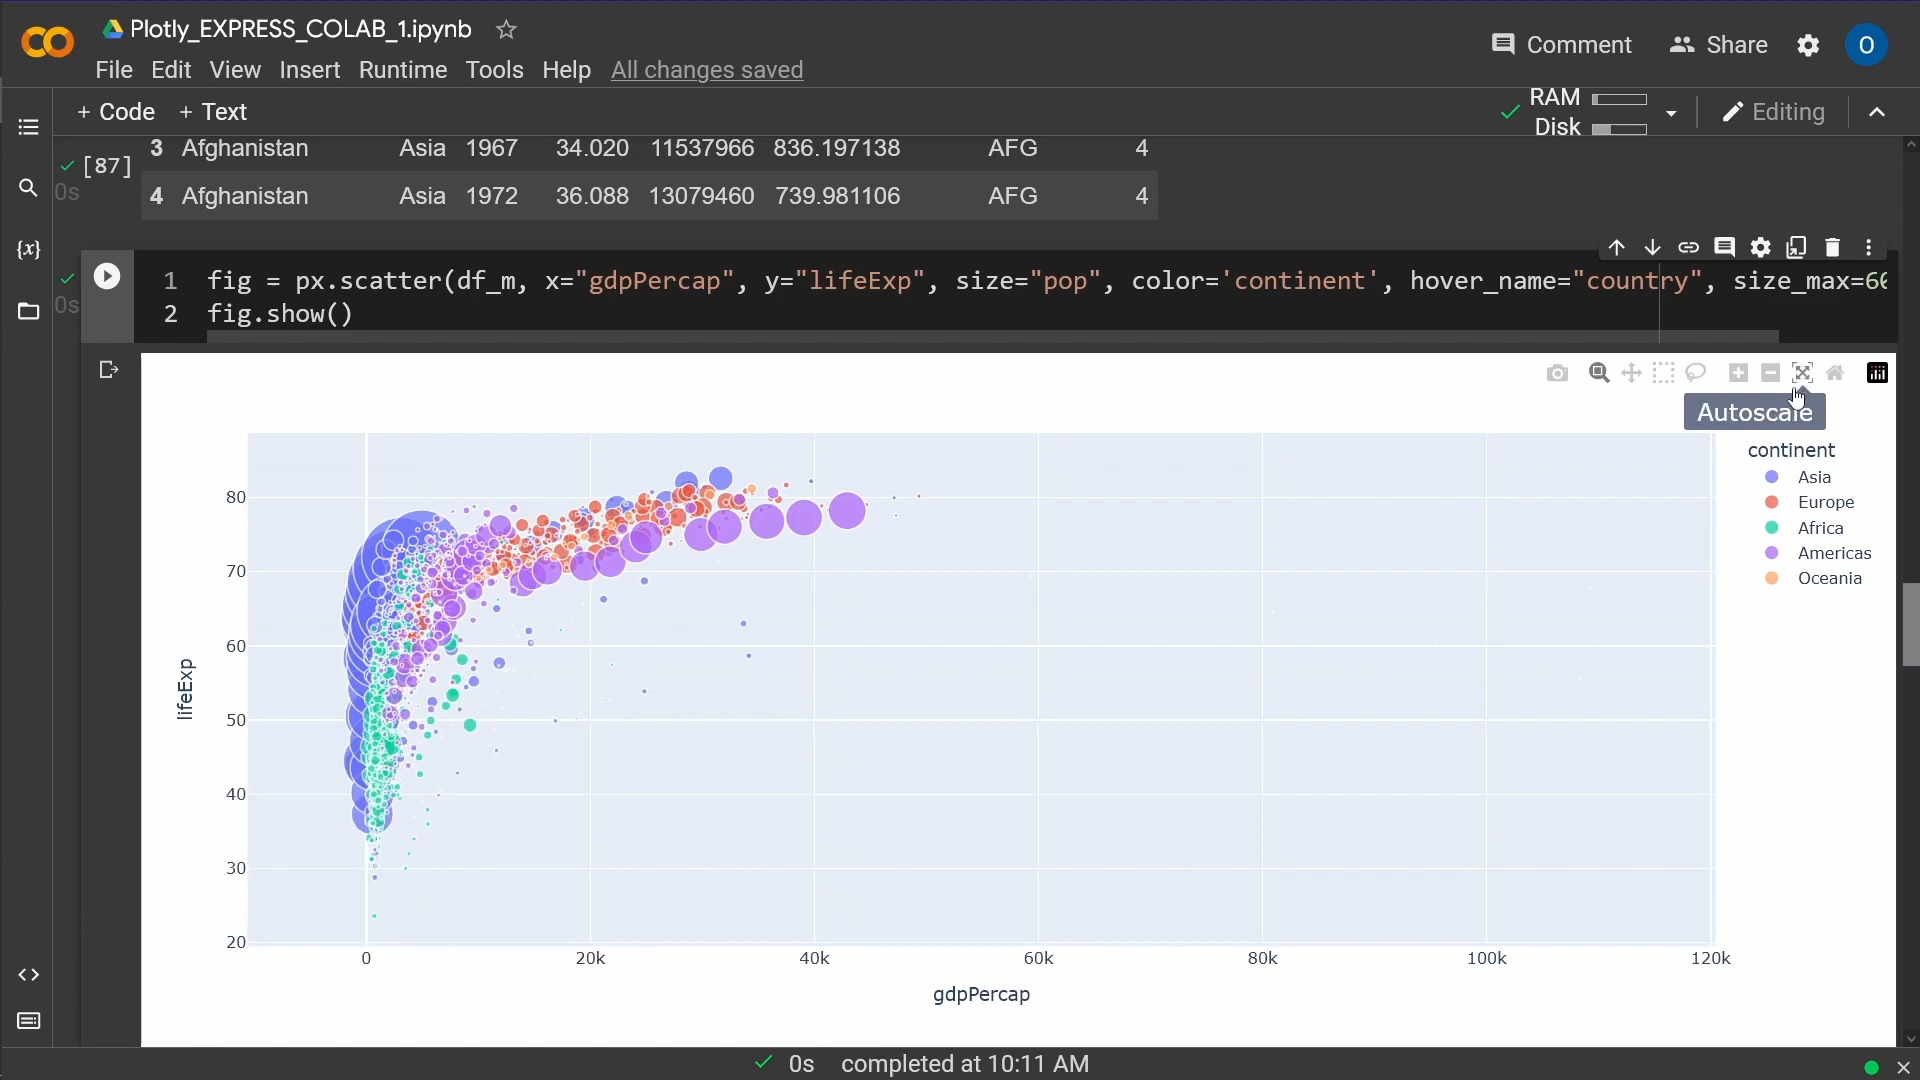 Plotly_EXPRESS_COLAB_1.ipynb
Comment Share O
File Edit View Insert Runtime Tools Help All changes saved
+ Code + Text
RAM
Disk
Editing
[87]
0s
3 Afghanistan Asia 1967 34.020 11537966 836.197138 AFG 4
4 Afghanistan Asia 1972 36.088 13079460 739.981106 AFG 4
{x}
0s
1 fig = px.scatter(df_m, x="gdpPercap", y="lifeExp", size="pop", color='continent', hover_name="country", size_max=60
2 fig.show()
Autoscale
continent
Asia
Europe
Africa
Americas
Oceania
lifeExp
80
70
60
50
40
30
20
0 20k 40k 60k 80k 100k 120k
gdpPercap
0s completed at 10:11 AM